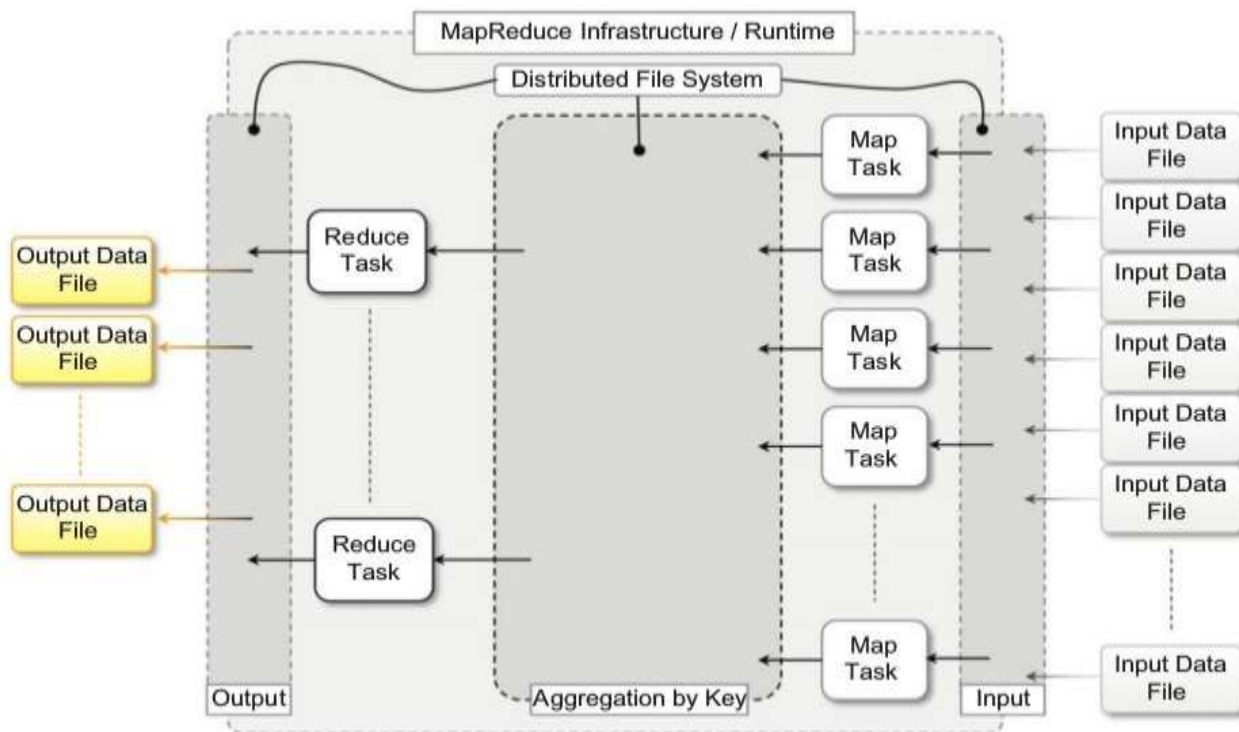 MapReduce Infrastructure / Runtime
Distributed File System
Output Data
File
Output Data
File
Output Data
File
Output
Reduce
Task
Reduce
Task
Aggregation by Key
Map
Task
Map
Task
Map
Task
Map
Task
Map
Task
Input
Input Data
File
Input Data
File
Input Data
File
Input Data
File
Input Data
File
Input Data
File
Input Data
File